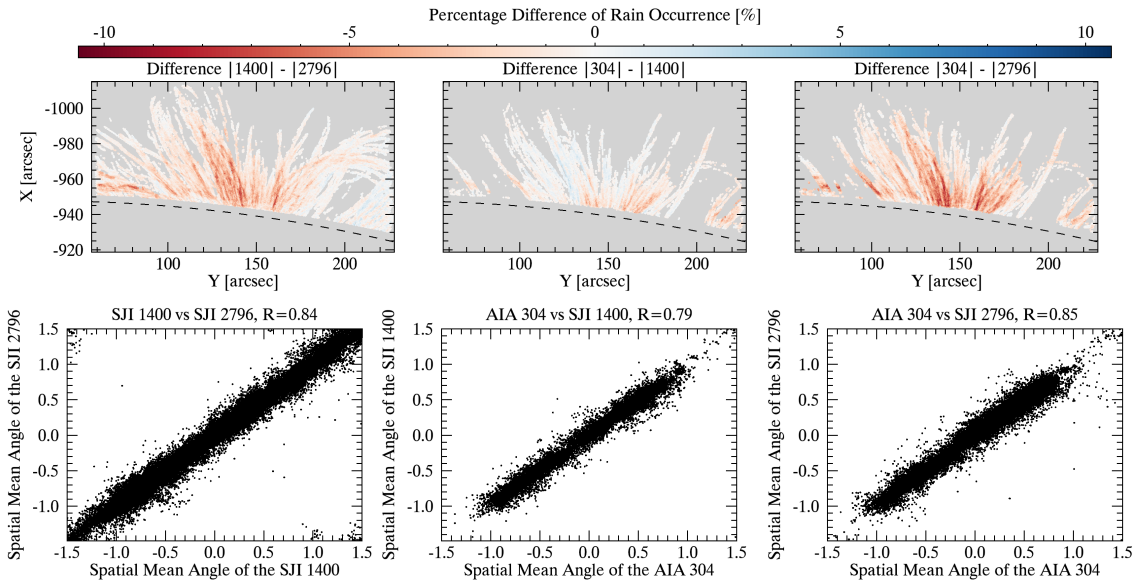 Percentage Difference of Rain Occurrence [%]
-10 -5 0 5 10
Difference |1400| - |2796|
Difference |304| - |1400|
Difference |304| - |2796|
X [arcsec]
-1000
-980
-960
-940
-920
100 150 200
100 150 200
100 150 200
Y [arcsec]
Y [arcsec]
Y [arcsec]
SJI 1400 vs SJI 2796, R=0.84
Spatial Mean Angle of the SJI 2796
1.5
1.0
0.5
0.0
-0.5
-1.0
-1.5 -1.0 -0.5 0.0 0.5 1.0 1.5
Spatial Mean Angle of the SJI 1400
AIA 304 vs SJI 1400, R=0.79
Spatial Mean Angle of the SJI 1400
1.5
1.0
0.5
0.0
-0.5
-1.0
-1.5 -1.0 -0.5 0.0 0.5 1.0 1.5
Spatial Mean Angle of the AIA 304
AIA 304 vs SJI 2796, R=0.85
Spatial Mean Angle of the SJI 2796
1.5
1.0
0.5
0.0
-0.5
-1.0
-1.5 -1.0 -0.5 0.0 0.5 1.0 1.5
Spatial Mean Angle of the AIA 304